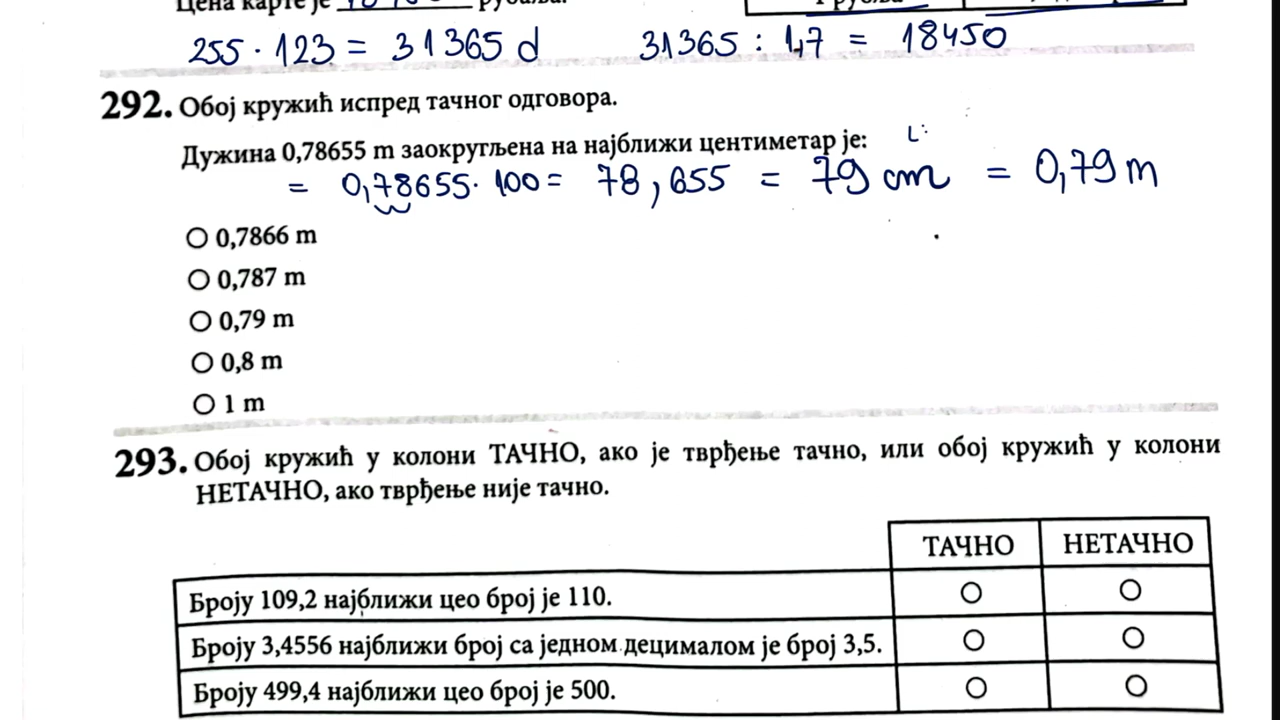 Цена карте је рубаља.
255 · 123 = 31365 d 31365 : 1,7 = 18450
292. Обој кружић испред тачног одговора.
Дужина 0,78655 m заокругљена на најближи центиметар је:
= 0,78655 · 100 = 78,655 = 79 cm = 0,79 m
0,7866 m
0,787 m
0,79 m
0,8 m
1 m
293. Обој кружић у колони ТАЧНО, ако је тврђење тачно, или обој кружић у колони
НЕТАЧНО, ако тврђење није тачно.
ТАЧНО НЕТАЧНО
Броју 109,2 најближи цео број је 110.
Броју 3,4556 најближи број са једном децималом је број 3,5.
Броју 499,4 најближи цео број је 500.